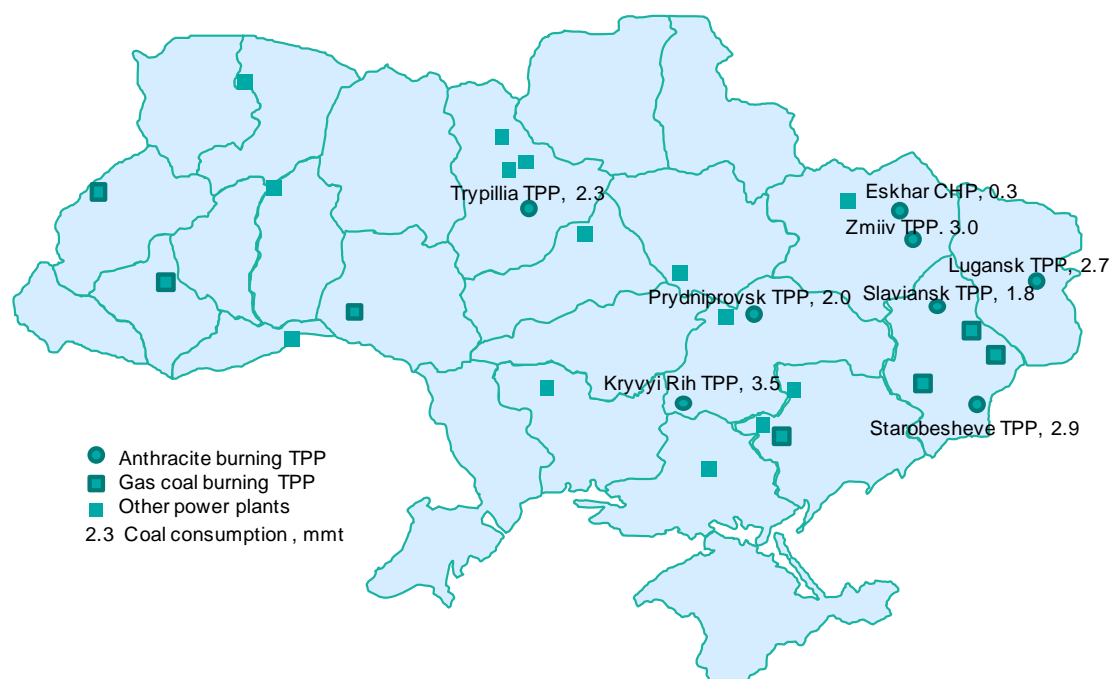 Eskhar CHP, 0.3
Trypillia TPP, 2.3
Zmiiv TPP. 3.0
Lugansk TPP, 2.7
Slaviansk TPP, 1.8
Prydniprovsk TPP, 2.0
Kryvyi Rih TPP, 3.5
Starobesheve TPP, 2.9
Anthracite burning TPP
Gas coal burning TPP
Other power plants
2.3 Coal consumption , mmt